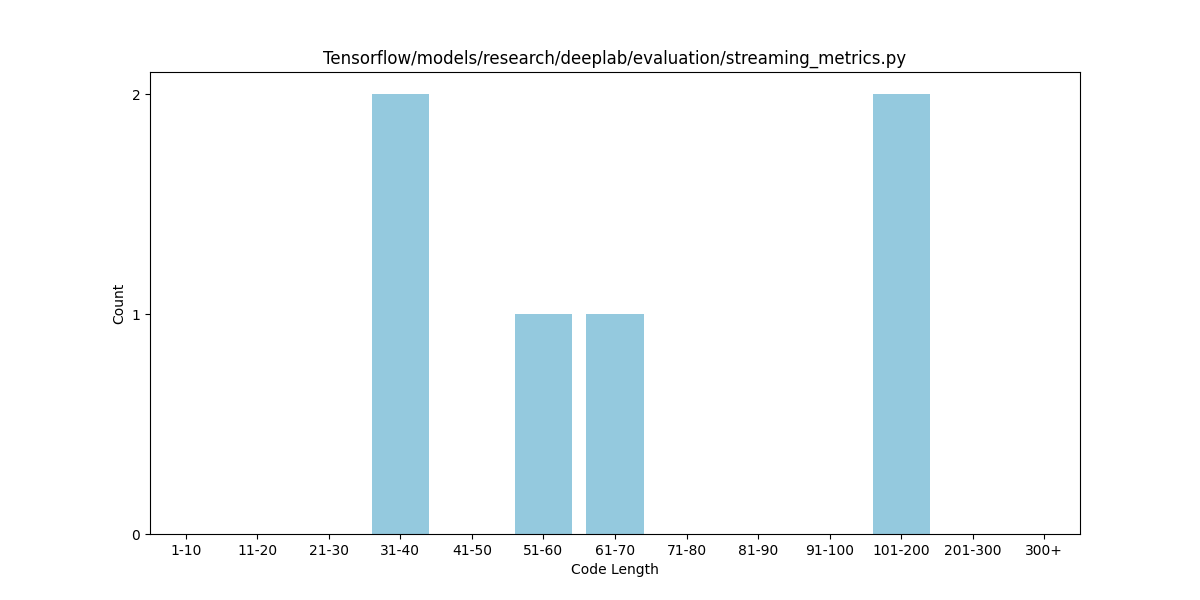 Tensorflow/models/research/deeplab/evaluation/streaming_metrics.py
2
1
0
Count
1-10 11-20 21-30 31-40 41-50 51-60 61-70 71-80 81-90 91-100 101-200 201-300 300+
Code Length